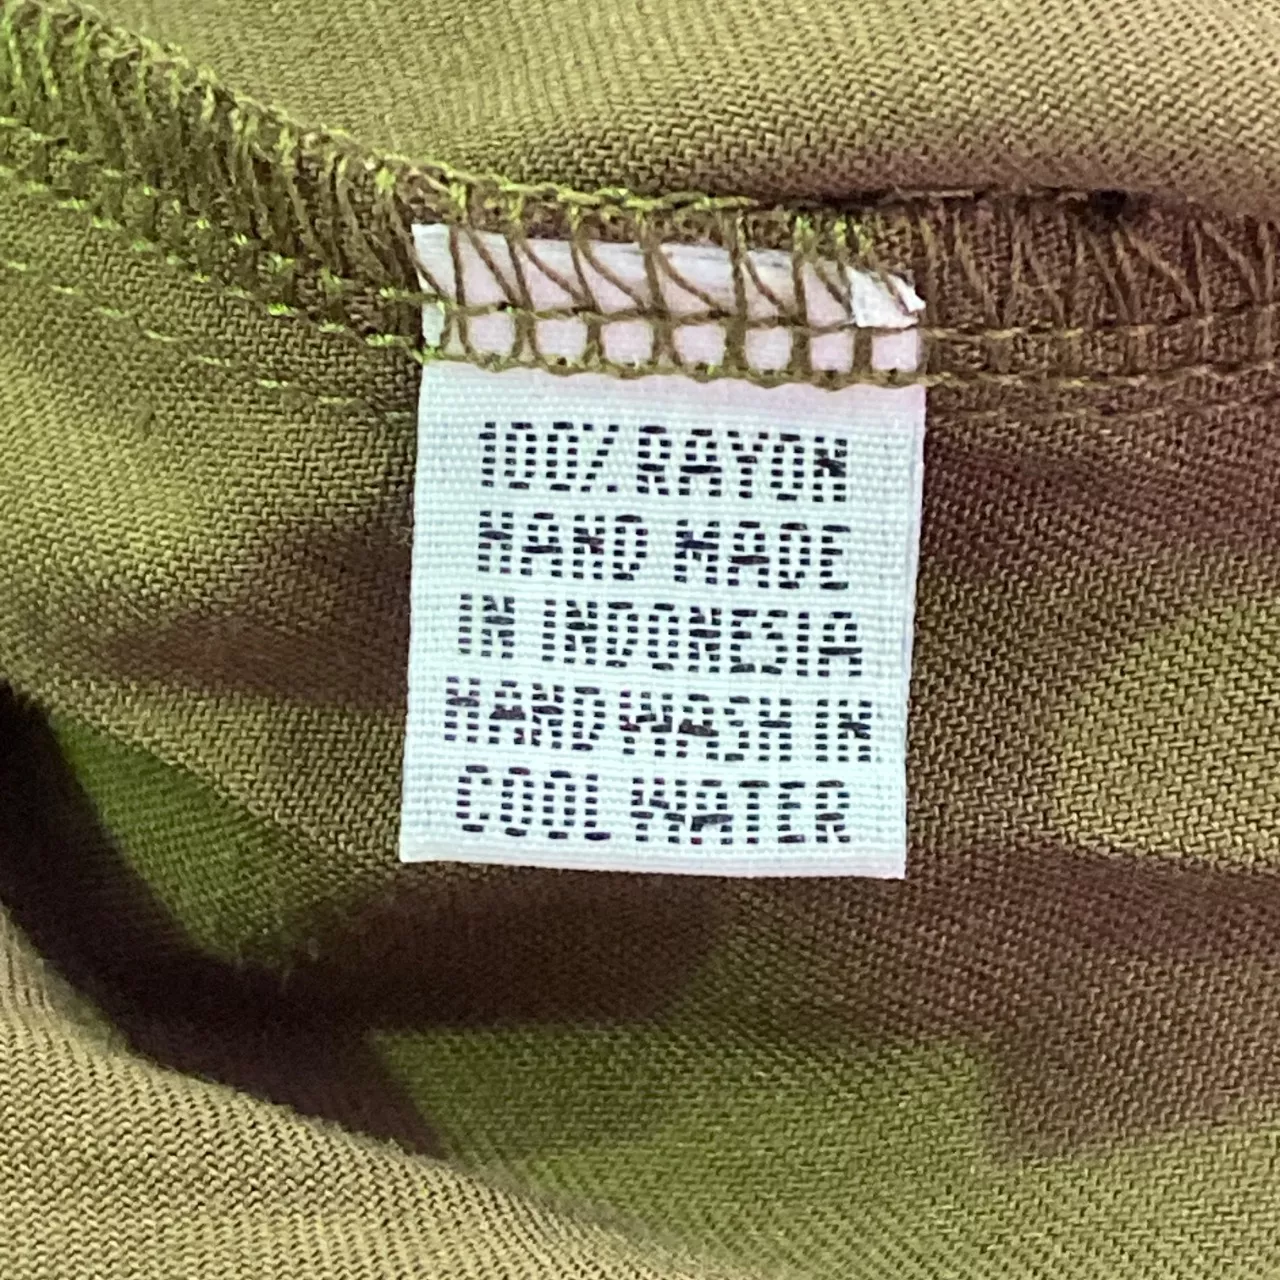 100% RAYON
HAND MADE
IN INDONESIA
HAND WASH IN
COOL WATER